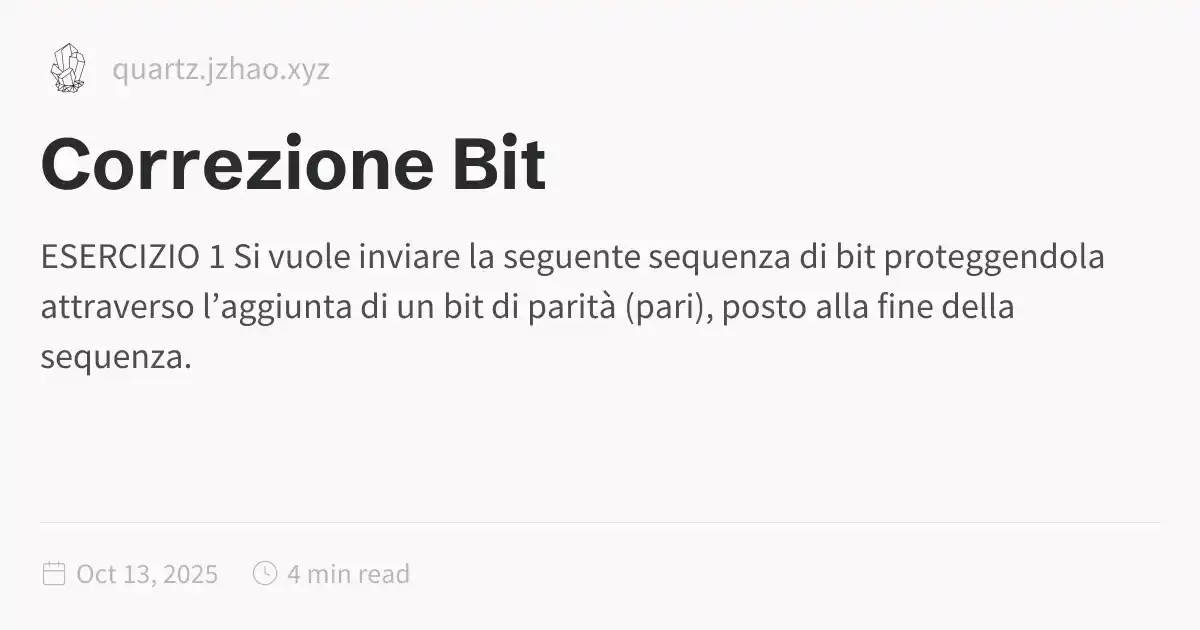 quartz.jzhao.xyz
Correzione Bit
ESERCIZIO 1 Si vuole inviare la seguente sequenza di bit proteggendola
attraverso l’aggiunta di un bit di parità (pari), posto alla fine della
sequenza.
Oct 13, 2025 4 min read